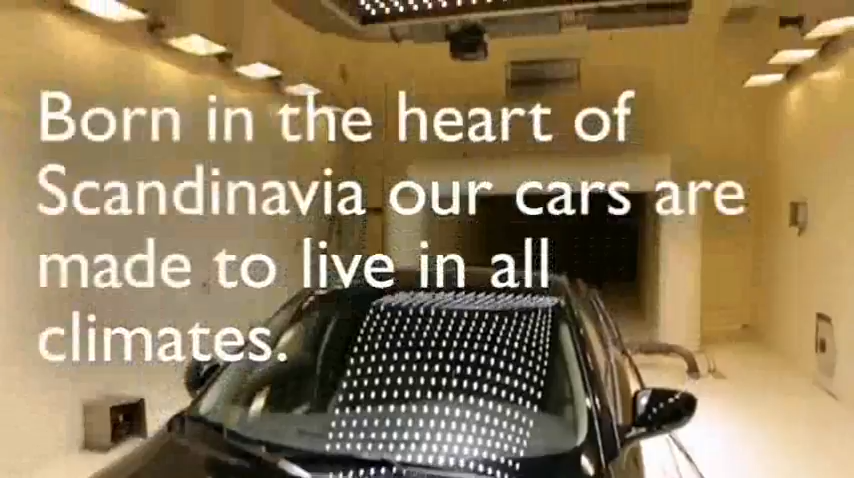 Born in the heart of
Scandinavia our cars are
made to live in all
climates.